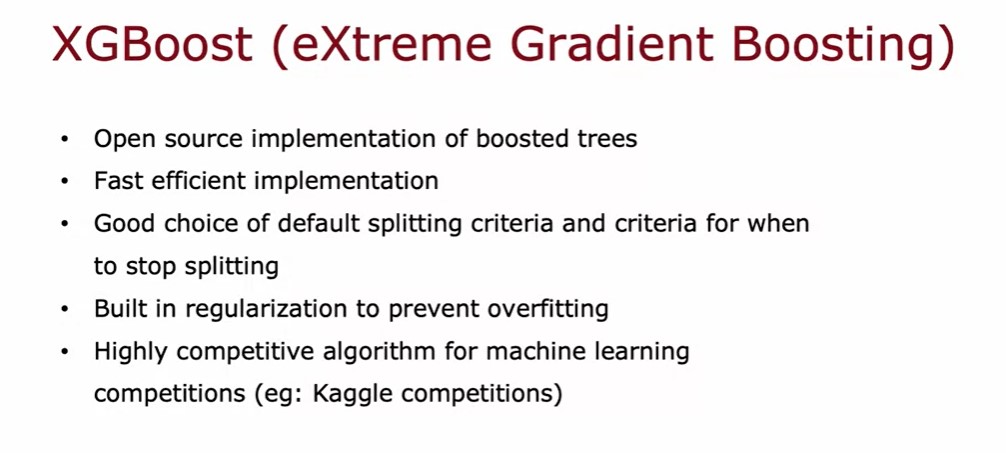 XGBoost (eXtreme Gradient Boosting)
• Open source implementation of boosted trees
• Fast efficient implementation
• Good choice of default splitting criteria and criteria for when
to stop splitting
• Built in regularization to prevent overfitting
• Highly competitive algorithm for machine learning
competitions (eg: Kaggle competitions)